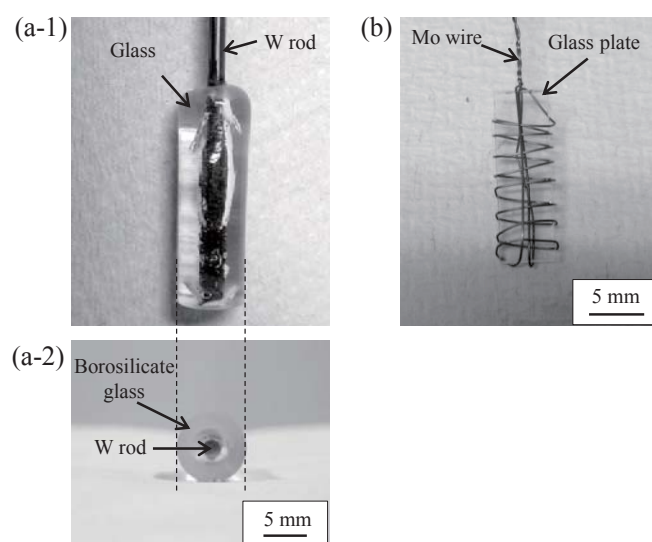 (a-1)
Glass
W rod
(b)
Mo wire
Glass plate
5 mm
(a-2)
Borosilicate
glass
W rod
5 mm